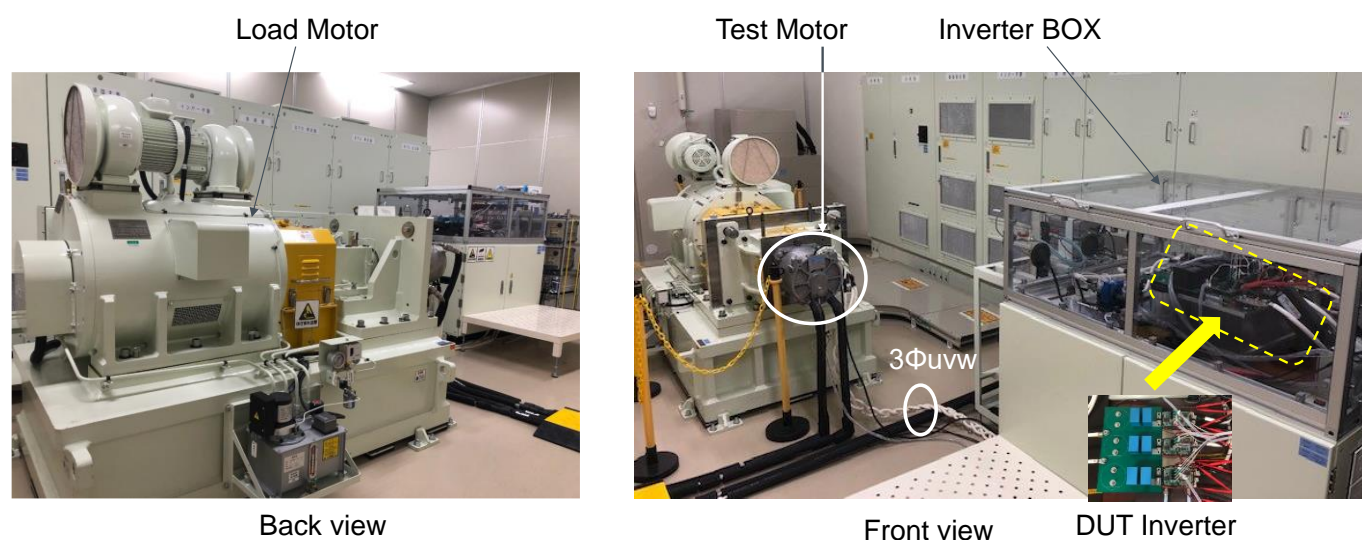 Load Motor
Test Motor
Inverter BOX
3Φuvw
Back view
Front view
DUT Inverter